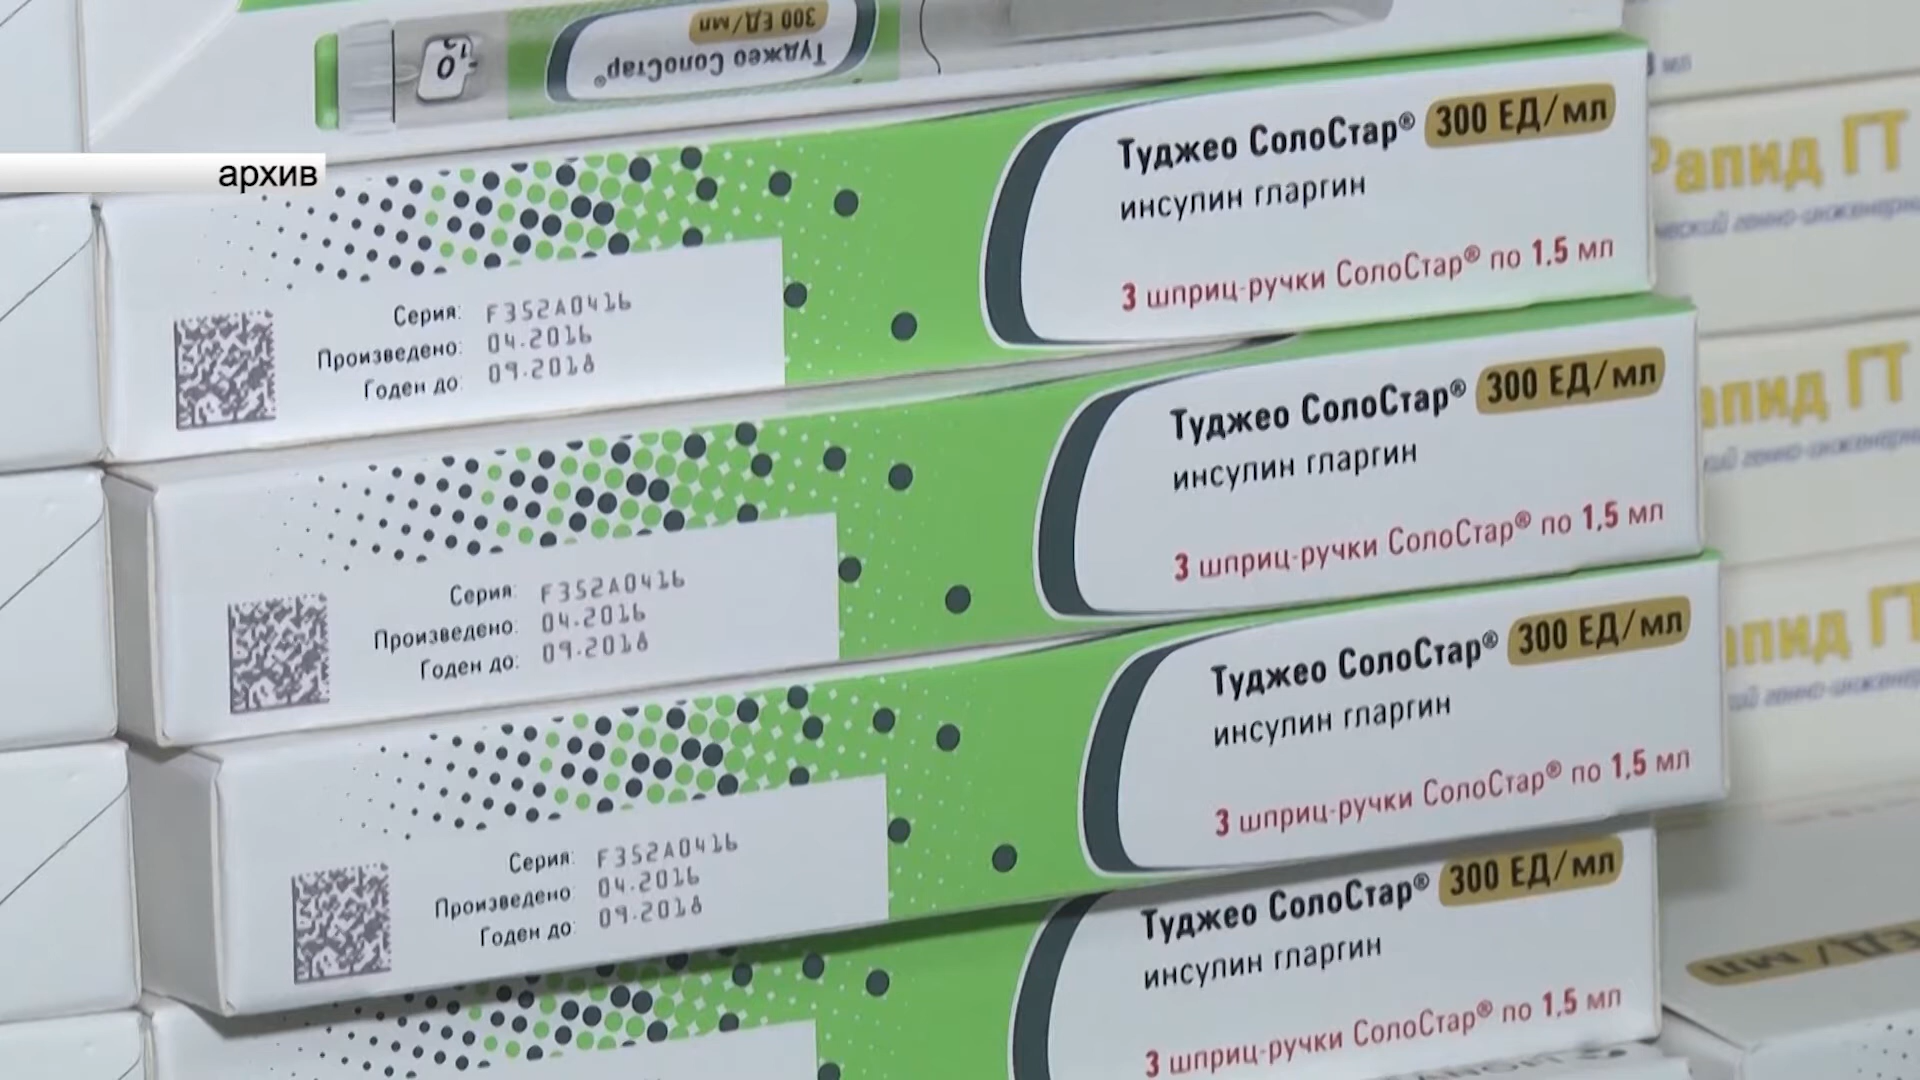 300 ЕД/мл
Туджео СолоСтар®
0
архив
Туджео СолоСтар® 300 ЕД/мл
инсулин гларгин
3 шприц-ручки СолоСтар® по 1,5 мл
Серия: F352A0416
Произведено: 04.2016
Годен до: 09.2018
Туджео СолоСтар® 300 ЕД/мл
инсулин гларгин
3 шприц-ручки СолоСтар® по 1,5 мл
Серия: F352A0416
Произведено: 04.2016
Годен до: 09.2018
Туджео СолоСтар® 300 ЕД/мл
инсулин гларгин
3 шприц-ручки СолоСтар® по 1,5 мл
Серия: F352A0416
Произведено: 04.2016
Годен до: 09.2018
Туджео СолоСтар® 300 ЕД/мл
инсулин гларгин
3 шприц-ручки СолоСтар® по 1,5 мл
Рапид ГТ
апид ГТ
апид ГТ
ЕД/мл